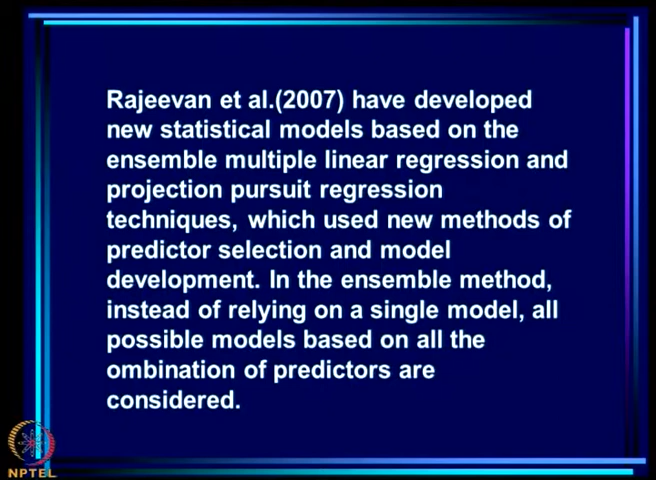 Rajeevan et al.(2007) have developed
new statistical models based on the
ensemble multiple linear regression and
projection pursuit regression
techniques, which used new methods of
predictor selection and model
development. In the ensemble method,
instead of relying on a single model, all
possible models based on all the
ombination of predictors are
considered.
NPTEL